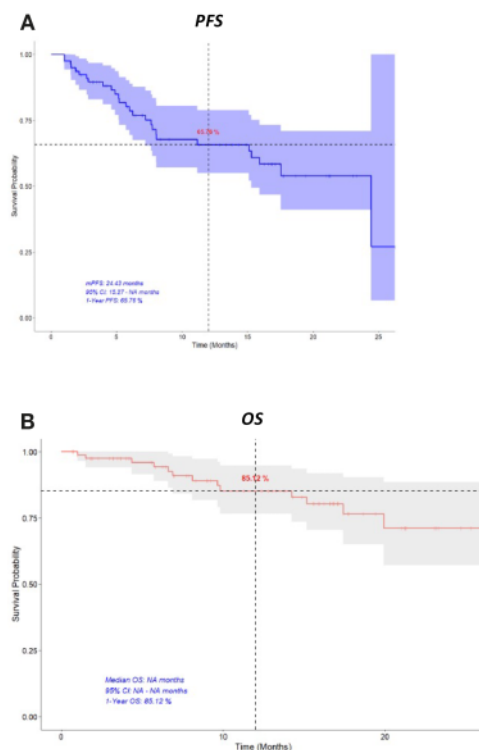 A
PFS
1.00
0.75
0.50
0.25
0.00
Survival Probability
mPFS: 24.43 months
95% CI: 15.27 - NA months
1-Year PFS: 65.78 %
0
5
10
15
20
25
Time (Months)
B
OS
1.00
0.75
0.50
0.25
0.00
Survival Probability
85.12 %
Median OS: NA months
95% CI: NA - NA months
1-Year OS: 85.12 %
0
10
20
Time (Months)